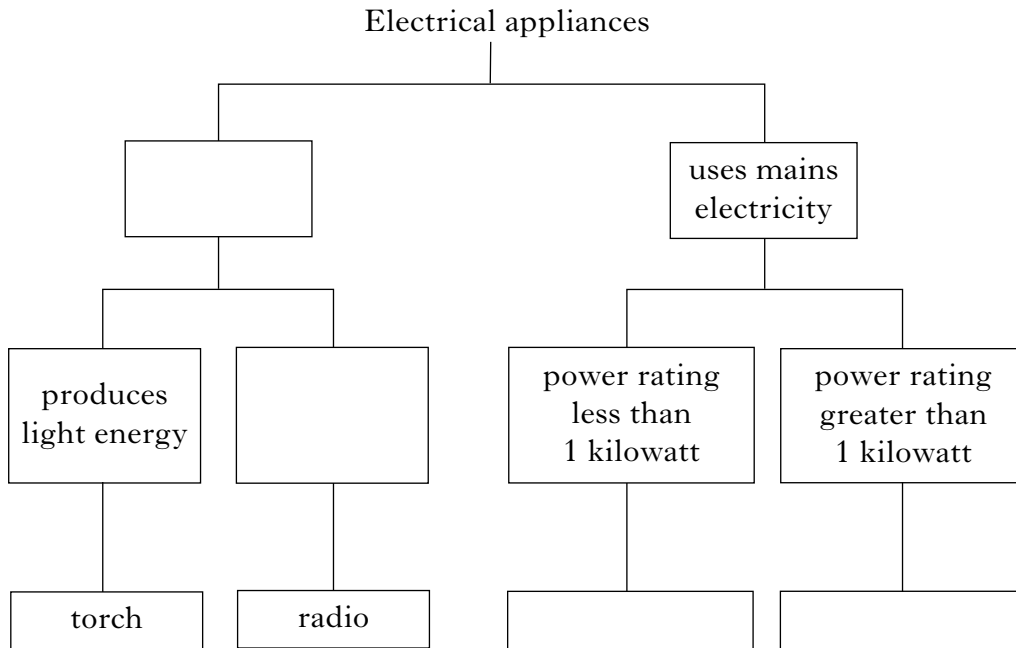 Electrical appliances
uses mains
electricity
produces
light energy
power rating
less than
1 kilowatt
power rating
greater than
1 kilowatt
torch
radio